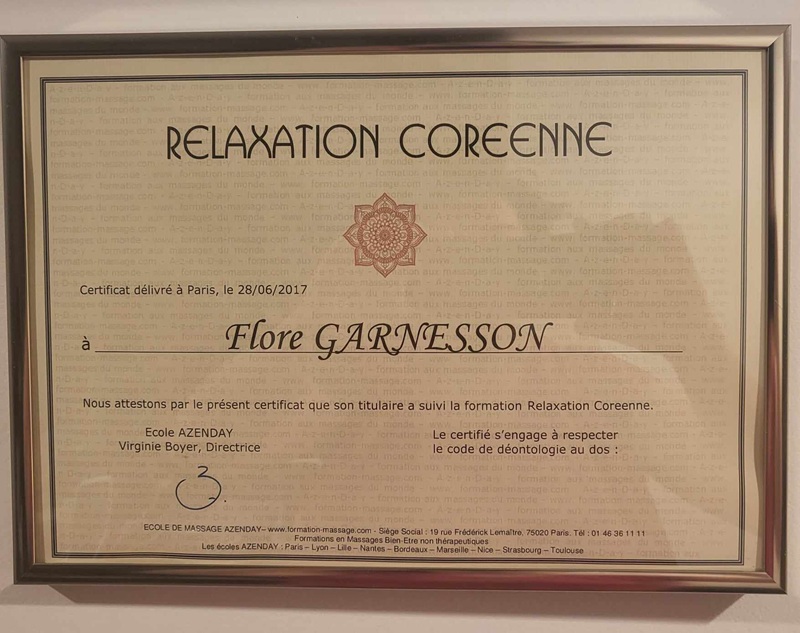 RELAXATION COREENNE
Certificat délivré à Paris, le 28/06/2017
à Flore GARNESSON
Nous attestons par le présent certificat que son titulaire a suivi la formation Relaxation Coreenne.
Ecole AZENDAY
Virginie Boyer, Directrice
Le certifié s'engage à respecter
le code de déontologie au dos :
ECOLE DE MASSAGE AZENDAY– www.formation-massage.com - Siège Social : 19 rue Frédérick Lemaître, 75020 Paris. Tél : 01 46 36 11 11
Formations en Massages Bien-Etre non thérapeutiques
Les écoles AZENDAY : Paris – Lyon – Lille – Nantes – Bordeaux – Marseille – Nice – Strasbourg – Toulouse